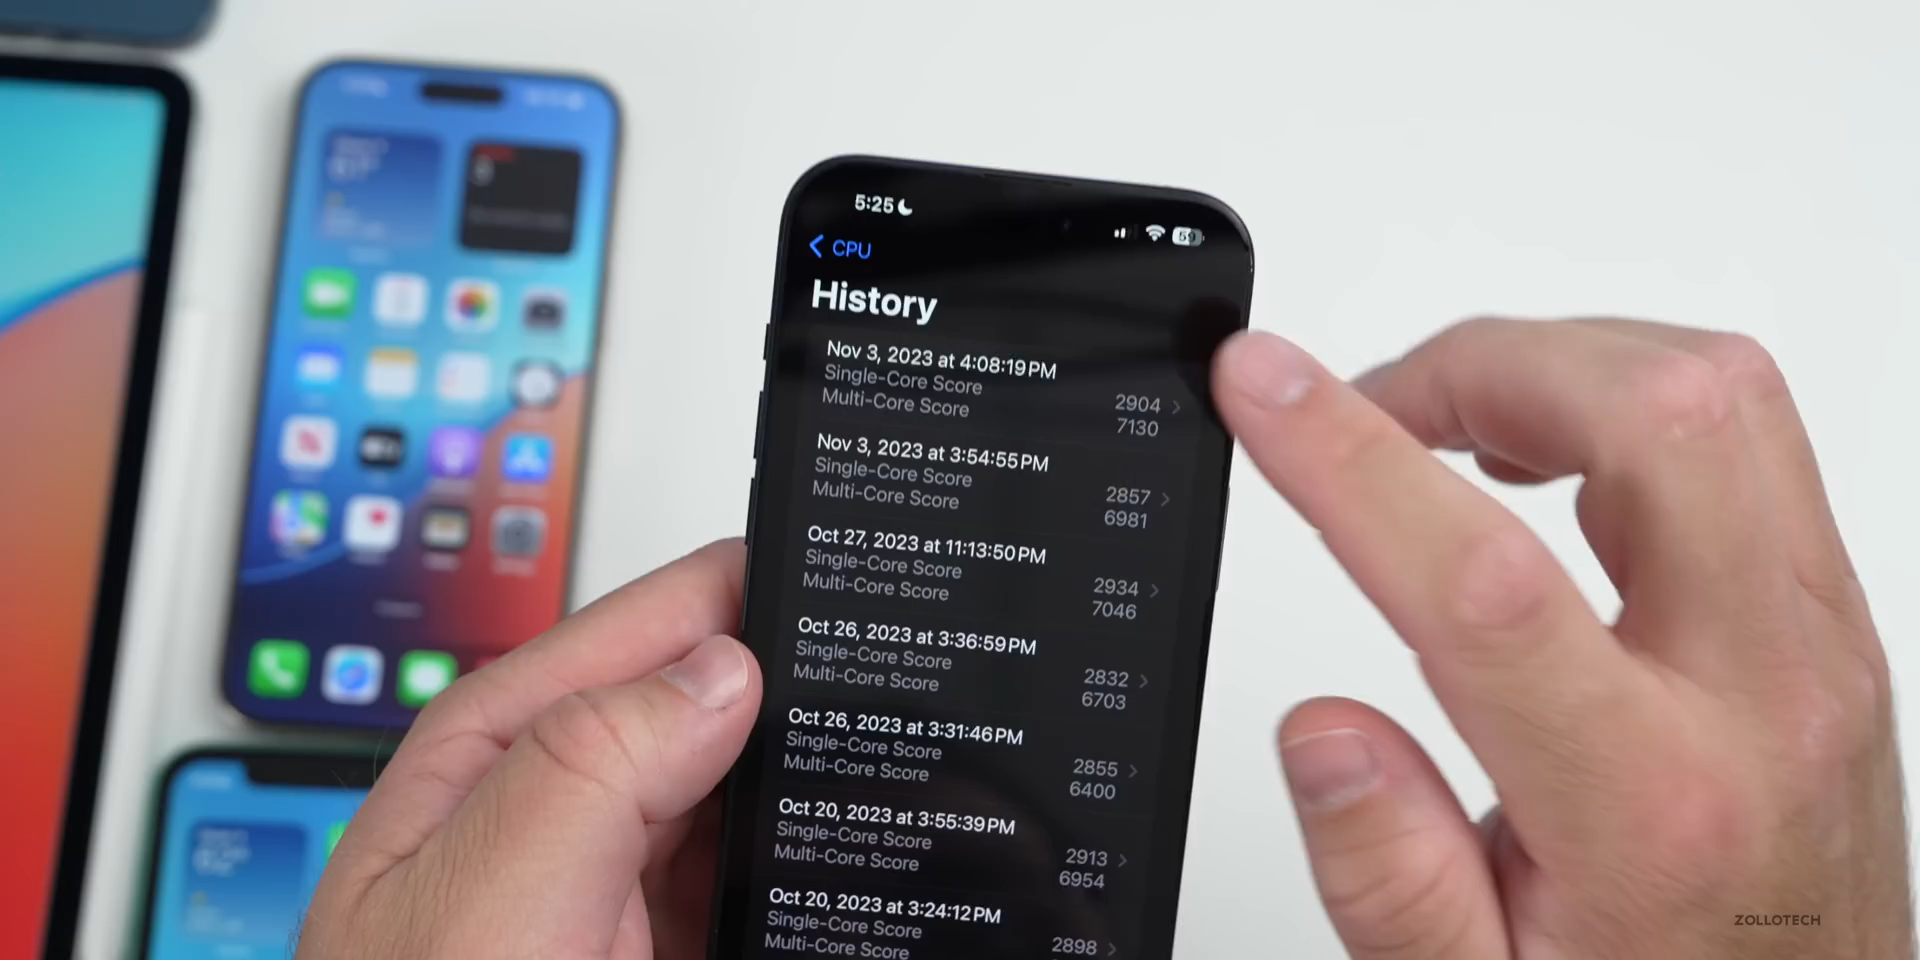 5:25
59
CPU
History
Nov 3, 2023 at 4:08:19 PM
Single-Core Score 2904
Multi-Core Score 7130
Nov 3, 2023 at 3:54:55 PM
Single-Core Score 2857
Multi-Core Score 6981
Oct 27, 2023 at 11:13:50 PM
Single-Core Score 2934
Multi-Core Score 7046
Oct 26, 2023 at 3:36:59 PM
Single-Core Score 2832
Multi-Core Score 6703
Oct 26, 2023 at 3:31:46 PM
Single-Core Score 2855
Multi-Core Score 6400
Oct 20, 2023 at 3:55:39 PM
Single-Core Score 2913
Multi-Core Score 6954
Oct 20, 2023 at 3:24:12 PM
Single-Core Score 2898
Multi-Core Score
ZOLLOTECH